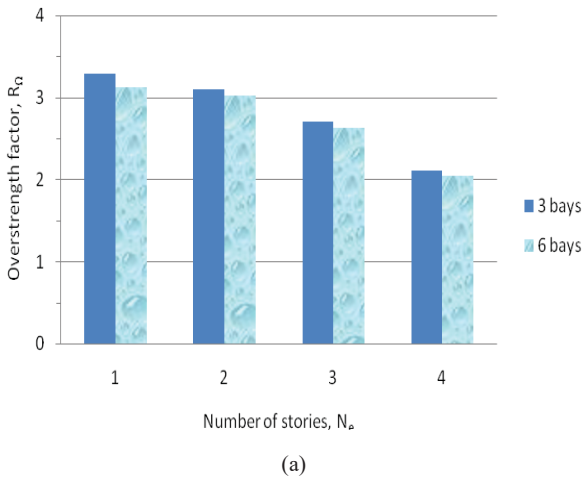 4
3
2
1
0
Overstrength factor, RΩ
1 2 3 4
Number of stories, Ne
3 bays
6 bays
(a)